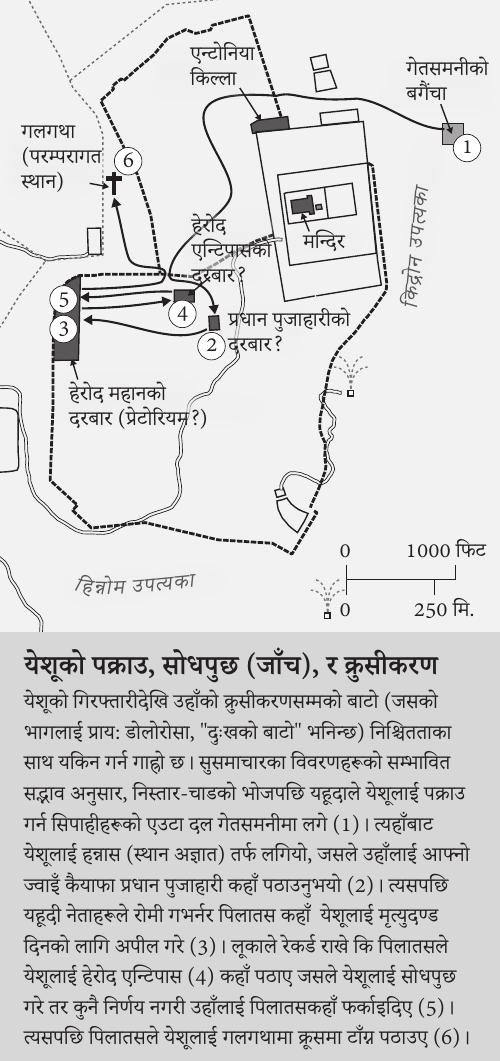 एन्टोनिया
किल्ला
गेतसमनीको
बगैंचा
1
गलगथा
(परम्परागत
स्थान)
6
किद्रोन उपत्यका
हेरोद
एन्टिपासको
दरबार?
मन्दिर
5
3
4
2
प्रधान पुजाहारीको
दरबार?
हेरोद महानको
दरबार (प्रेटोरियम?)
0
1000 फिट
0
250 मि.
हिन्नोम उपत्यका
येशूको पक्राउ, सोधपुछ (जाँच), र क्रुसीकरण
येशूको गिरफ्तारीदेखि उहाँको क्रुसीकरणसम्मको बाटो (जसको
भागलाई प्राय: डोलोरोसा, "दुःखको बाटो" भनिन्छ) निश्चितताका
साथ यकिन गर्न गाह्रो छ। सुसमाचारका विवरणहरूको सम्भावित
सद्भाव अनुसार, निस्तार-चाडको भोजपछि यहूदाले येशूलाई पक्राउ
गर्न सिपाहीहरूको एउटा दल गेतसमनीमा लगे (1)। त्यहाँबाट
येशूलाई हन्नास (स्थान अज्ञात) तर्फ लगियो, जसले उहाँलाई आफ्नो
ज्वाइँ कैयाफा प्रधान पुजाहारी कहाँ पठाउनुभयो (2)। त्यसपछि
यहूदी नेताहरूले रोमी गभर्नर पिलातस कहाँ येशूलाई मृत्युदण्ड
दिनको लागि अपील गरे (3)। लूकाले रेकर्ड राखे कि पिलातसले
येशूलाई हेरोद एन्टिपास (4) कहाँ पठाए जसले येशूलाई सोधपुछ
गरे तर कुनै निर्णय नगरी उहाँलाई पिलातसकहाँ फर्काइदिए (5)।
त्यसपछि पिलातसले येशूलाई गलगथामा क्रूसमा टाँग्न पठाउए (6)।